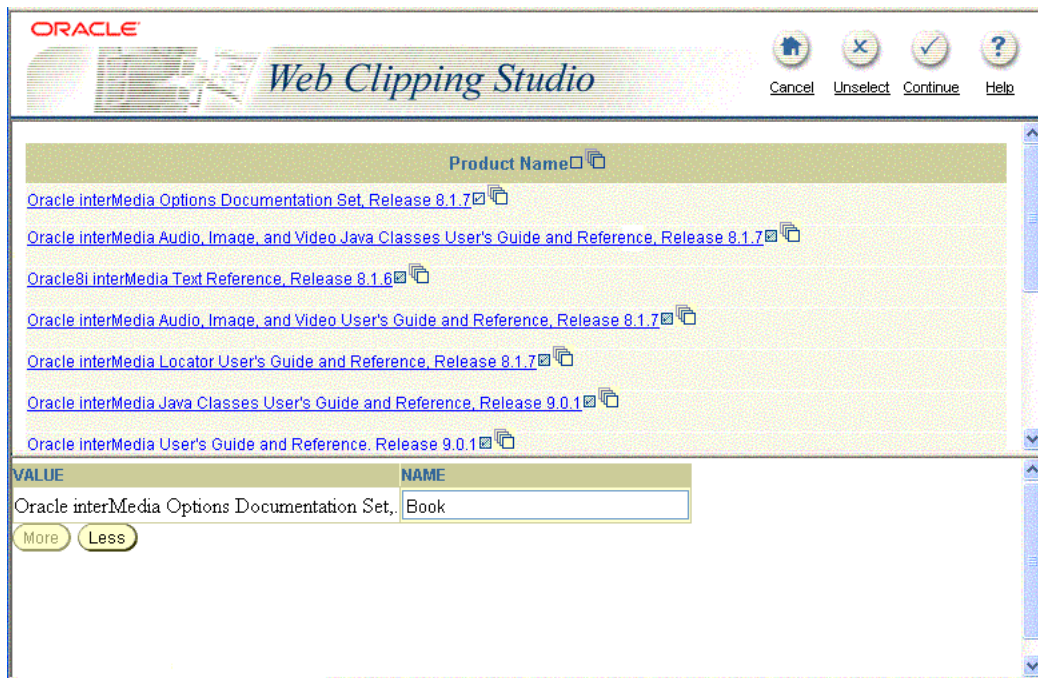 ORACLE
Web Clipping Studio
Cancel Unselect Continue Help
Product Name
Oracle interMedia Options Documentation Set, Release 8.1.7
Oracle interMedia Audio, Image, and Video Java Classes User's Guide and Reference, Release 8.1.7
Oracle8i interMedia Text Reference, Release 8.1.6
Oracle interMedia Audio, Image, and Video User's Guide and Reference, Release 8.1.7
Oracle interMedia Locator User's Guide and Reference, Release 8.1.7
Oracle interMedia Java Classes User's Guide and Reference, Release 9.0.1
Oracle interMedia User's Guide and Reference. Release 9.0.1
VALUE NAME
Oracle interMedia Options Documentation Set,. Book
More Less